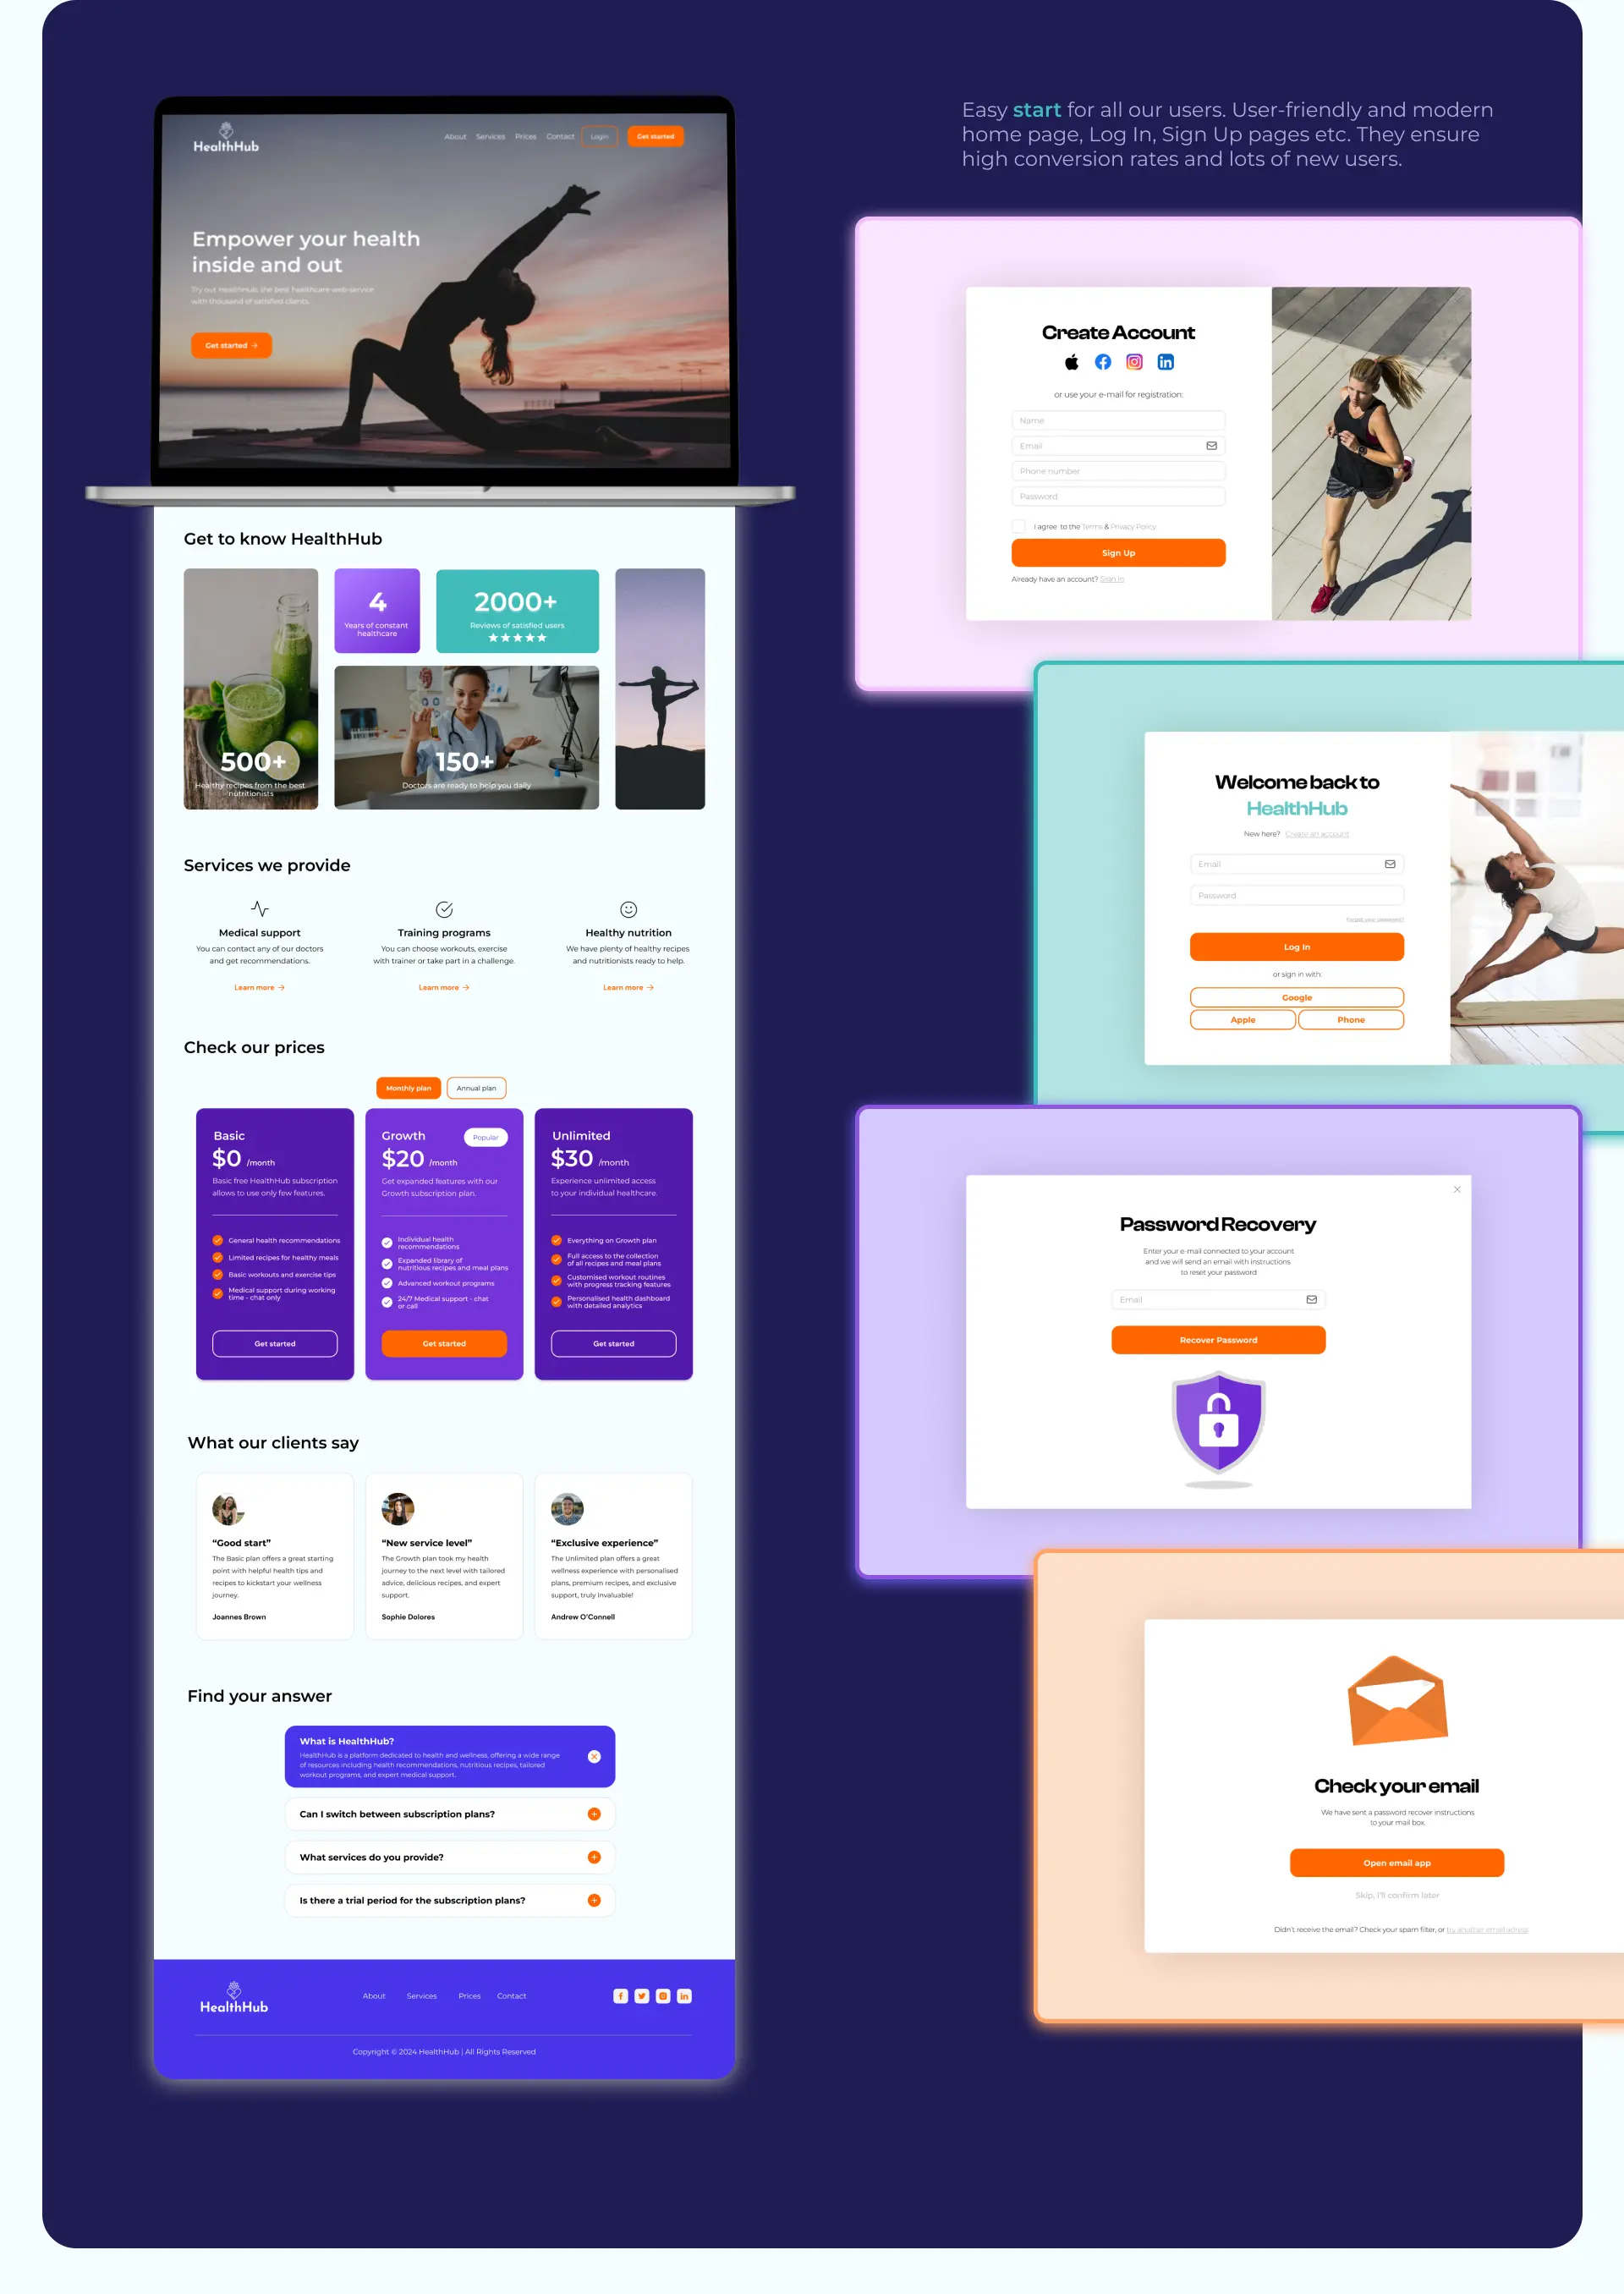 HealthHub
About Services Prices Contact Login Get started
Empower your health
inside and out
Try out HealthHub, the best healthcare web-service
with thousand of satisfied clients.
Get started →
Get to know HealthHub
4
Years of constant
healthcare
2000+
Reviews of satisfied users
500+
Healthy recipes from the best
nutritionists
150+
Doctors are ready to help you daily
Services we provide
Medical support
You can contact any of our doctors
and get recommendations.
Learn more →
Training programs
You can choose workouts, exercise
with trainer or take part in a challenge.
Learn more →
Healthy nutrition
We have plenty of healthy recipes
and nutritionists ready to help.
Learn more →
Check our prices
Monthly plan Annual plan
Basic
$0 /month
Basic free HealthHub subscription
allows to use only few features.
General health recommendations
Limited recipes for healthy meals
Basic workouts and exercise tips
Medical support during working
time - chat only
Get started
Growth Popular
$20 /month
Get expanded features with our
Growth subscription plan.
Individual health
recommendations
Expanded library of
nutritious recipes and meal plans
Advanced workout programs
24/7 Medical support - chat
or call
Get started
Unlimited
$30 /month
Experience unlimited access
to your individual healthcare.
Everything on Growth plan
Full access to the collection
of all recipes and meal plans
Customised workout routines
with progress tracking features
Personalised health dashboard
with detailed analytics
Get started
What our clients say
“Good start”
The Basic plan offers a great starting
point with helpful health tips and
recipes to kickstart your wellness
journey.
Joannes Brown
“New service level”
The Growth plan took my health
journey to the next level with tailored
advice, delicious recipes, and expert
support.
Sophie Dolores
“Exclusive experience”
The Unlimited plan offers a great
wellness experience with personalised
plans, premium recipes, and exclusive
support, truly invaluable!
Andrew O’Connell
Find your answer
What is HealthHub?
HealthHub is a platform dedicated to health and wellness, offering a wide range
of resources including health recommendations, nutritious recipes, tailored
workout programs, and expert medical support.
Can I switch between subscription plans?
What services do you provide?
Is there a trial period for the subscription plans?
HealthHub
About Services Prices Contact
Copyright © 2024 HealthHub | All Rights Reserved
Easy start for all our users. User-friendly and modern
home page, Log In, Sign Up pages etc. They ensure
high conversion rates and lots of new users.
Create Account
or use your e-mail for registration:
Name
Email
Phone number
Password
I agree to the Terms & Privacy Policy
Sign Up
Already have an account? Sign in
Welcome back to
HealthHub
New here? Create an account
Email
Password
Forgot your password?
Log In
or sign in with:
Google
Apple Phone
Password Recovery
Enter your e-mail connected to your account
and we will send an email with instructions
to reset your password
Email
Recover Password
Check your email
We have sent a password recover instructions
to your mail box.
Open email app
Skip, I’ll confirm later
Didn’t receive the email? Check your spam filter, or try another email adress